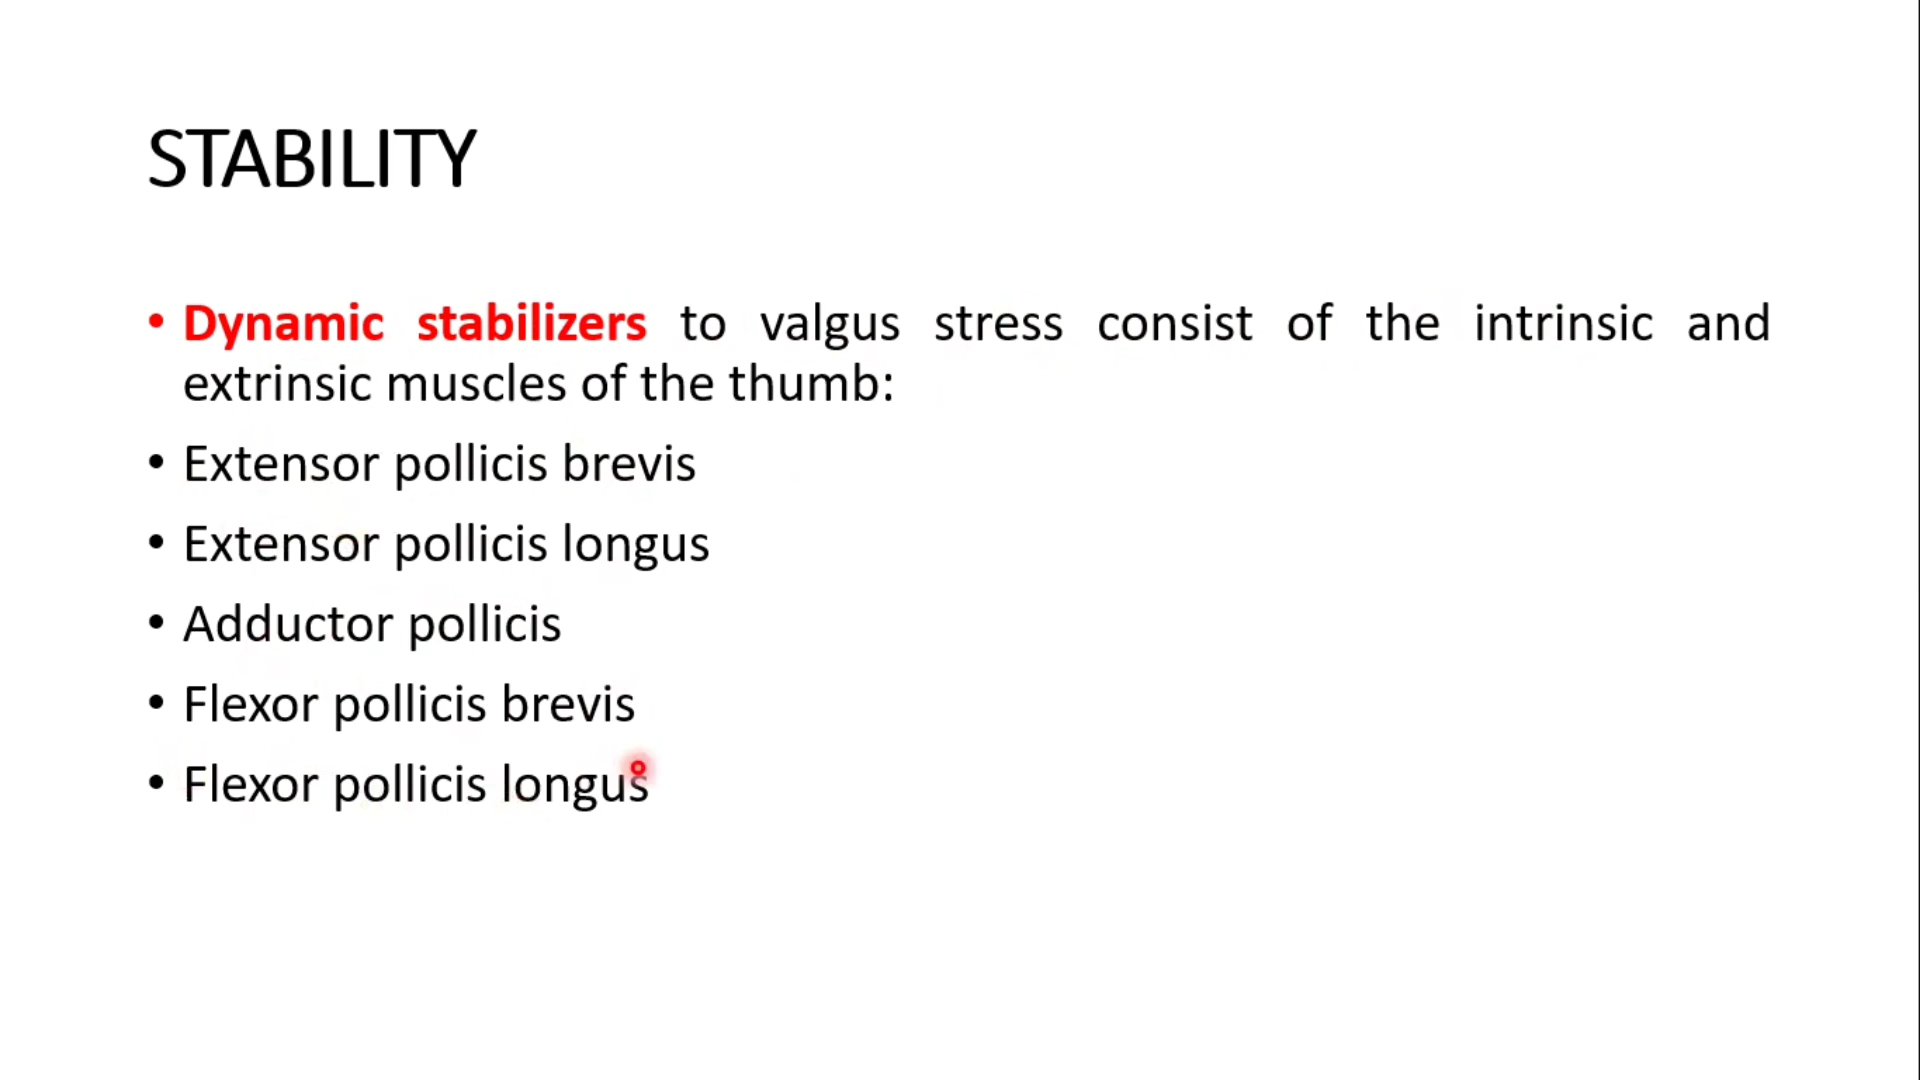 STABILITY
• Dynamic stabilizers to valgus stress consist of the intrinsic and
extrinsic muscles of the thumb:
• Extensor pollicis brevis
• Extensor pollicis longus
• Adductor pollicis
• Flexor pollicis brevis
• Flexor pollicis longus